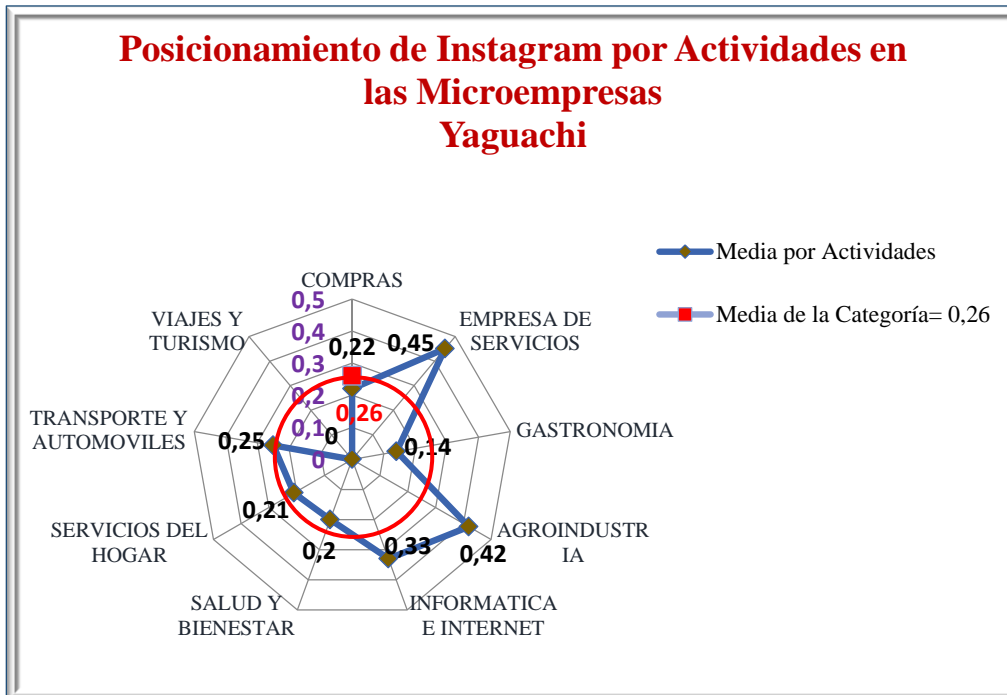 Posicionamiento de Instagram por Actividades en
las Microempresas
Yaguachi
Media por Actividades
Media de la Categoría= 0,26
COMPRAS
EMPRESA DE
SERVICIOS
GASTRONOMIA
AGROINDUSTR
IA
INFORMATICA
E INTERNET
SALUD Y
BIENESTAR
SERVICIOS DEL
HOGAR
TRANSPORTE Y
AUTOMOVILES
VIAJES Y
TURISMO
0,5
0,4
0,3
0,2
0,1
0
0,22
0,45
0,14
0,42
0,33
0,2
0,21
0,25
0
0,26